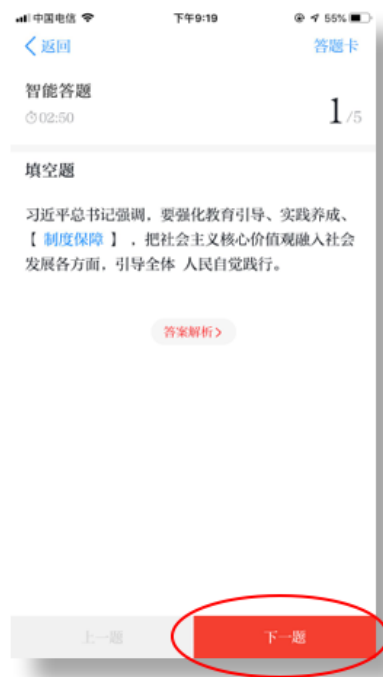 中国电信 下午9:19 55%
返回 答题卡
智能答题
02:50 1/5
填空题
习近平总书记强调，要强化教育引导、实践养成、
【 制度保障 】，把社会主义核心价值观融入社会
发展各方面，引导全体 人民自觉践行。
答案解析>
上一题 下一题